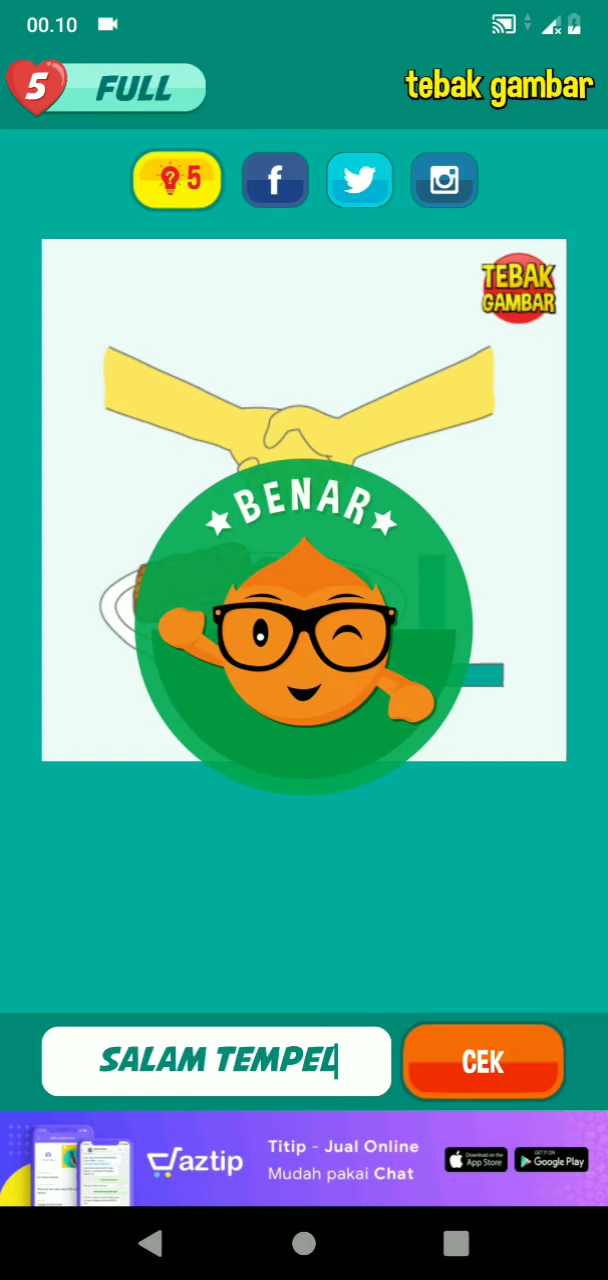 00.10
5 FULL
tebak gambar
5
f
TEBAK
GAMBAR
BENAR
SALAM TEMPEL
CEK
Jaztip
Titip - Jual Online
Mudah pakai Chat
Download on the
App Store
GET IT ON
Google Play